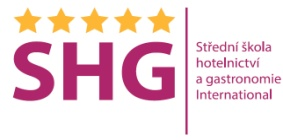 SHG
Střední škola
hotelnictví
a gastronomie
International